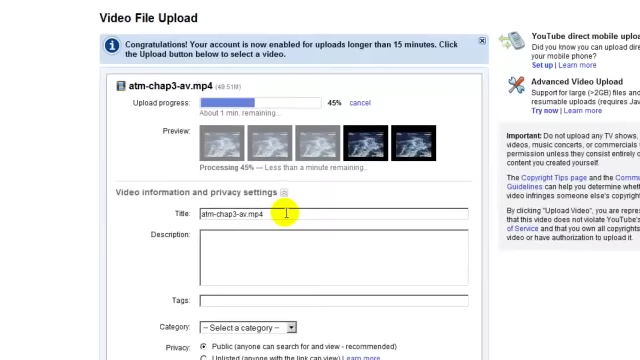 Video File Upload
Congratulations! Your account is now enabled for uploads longer than 15 minutes. Click
the Upload button below to select a video.
atm-chap3-av.mp4 (49.51M)
Upload progress: 45% cancel
About 1 min. remaining...
Preview:
Processing 45% -- Less than a minute remaining...
Video information and privacy settings
Title: atm-chap3-av.mp4
Description:
Tags:
Category: -- Select a category --
Privacy: Public (anyone can search for and view - recommended)
Unlisted (anyone with the link can view) Learn more
YouTube direct mobile uploa
Did you know you can upload dire
your mobile phone?
Set up | Learn more
Advanced Video Upload
Support for large (>2GB) files and
resumable uploads (requires Jav
Try now | Learn more
Important: Do not upload any TV shows,
videos, music concerts, or commercials
permission unless they consist entirely o
content you created yourself.
The Copyright Tips page and the Commu
Guidelines can help you determine wheth
video infringes someone else's copyright
By clicking "Upload Video", you are repre
that this video does not violate YouTube's
of Service and that you own all copyrights
video or have authorization to upload it.